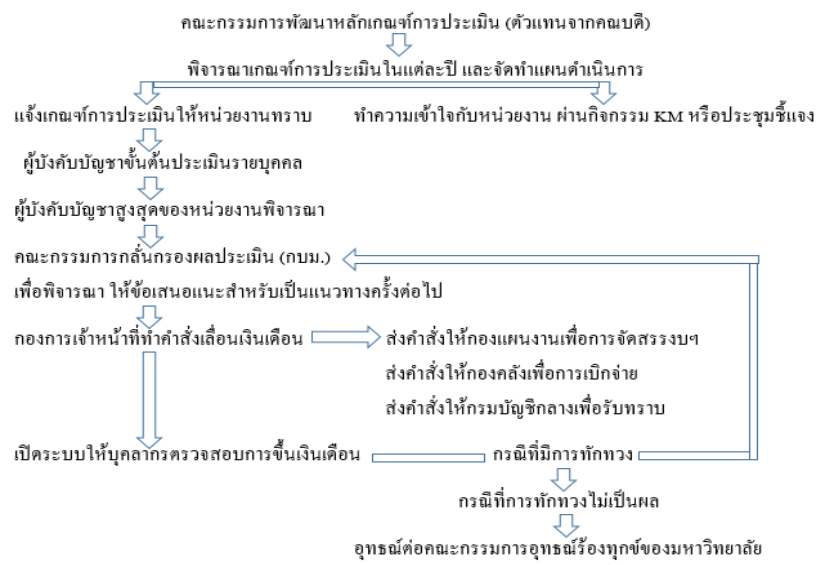 คณะกรรมการพัฒนาหลักเกณฑ์การประเมิน (ตัวแทนจากคณบดี)
พิจารณาเกณฑ์การประเมินในแต่ละปี และจัดทำแผนดำเนินการ
แจ้งเกณฑ์การประเมินให้หน่วยงานทราบ
ทำความเข้าใจกับหน่วยงาน ผ่านกิจกรรม KM หรือประชุมชี้แจง
ผู้บังคับบัญชาขั้นต้นประเมินรายบุคคล
ผู้บังคับบัญชาสูงสุดของหน่วยงานพิจารณา
คณะกรรมการกลั่นกรองผลประเมิน (กบม.)
เพื่อพิจารณา ให้ข้อเสนอแนะสำหรับเป็นแนวทางครั้งต่อไป
กองการเจ้าหน้าที่ทำคำสั่งเลื่อนเงินเดือน
ส่งคำสั่งให้กองแผนงานเพื่อการจัดสรรงบฯ
ส่งคำสั่งให้กองคลังเพื่อการเบิกจ่าย
ส่งคำสั่งให้กรมบัญชีกลางเพื่อรับทราบ
เปิดระบบให้บุคลากรตรวจสอบการขึ้นเงินเดือน
กรณีที่มีการทักทวง
กรณีที่การทักทวงไม่เป็นผล
อุทธณ์ต่อคณะกรรมการอุทธณ์ร้องทุกข์ของมหาวิทยาลัย